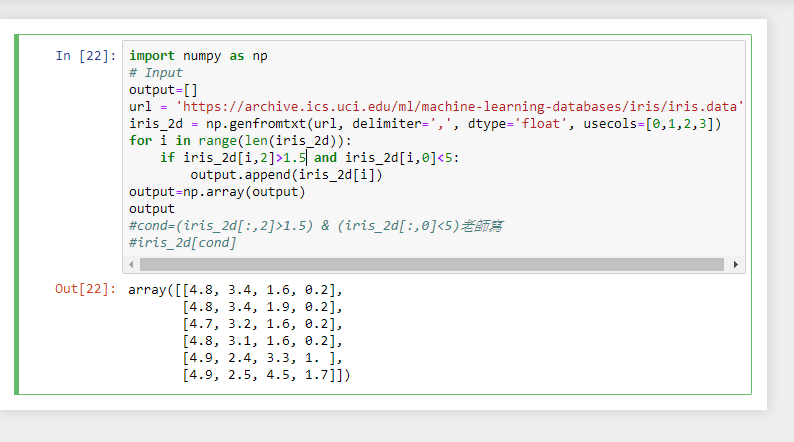 In [22]: import numpy as np
# Input
output=[]
url = 'https://archive.ics.uci.edu/ml/machine-learning-databases/iris/iris.data'
iris_2d = np.genfromtxt(url, delimiter=',', dtype='float', usecols=[0,1,2,3])
for i in range(len(iris_2d)):
    if iris_2d[i,2]>1.5 and iris_2d[i,0]<5:
        output.append(iris_2d[i])
output=np.array(output)
output
#cond=(iris_2d[:,2]>1.5) & (iris_2d[:,0]<5)老師寫
#iris_2d[cond]
Out[22]: array([[4.8, 3.4, 1.6, 0.2],
       [4.8, 3.4, 1.9, 0.2],
       [4.7, 3.2, 1.6, 0.2],
       [4.8, 3.1, 1.6, 0.2],
       [4.9, 2.4, 3.3, 1. ],
       [4.9, 2.5, 4.5, 1.7]])